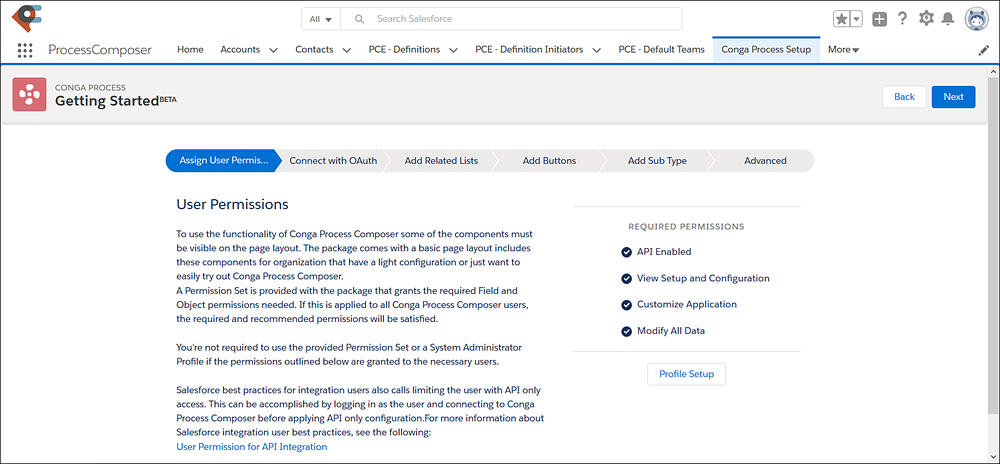 All
Search Salesforce
ProcessComposer
Home
Accounts
Contacts
PCE - Definitions
PCE - Definition Initiators
PCE - Default Teams
Conga Process Setup
More
CONGA PROCESS
Getting Started BETA
Back
Next
Assign User Permis...
Connect with OAuth
Add Related Lists
Add Buttons
Add Sub Type
Advanced
User Permissions
To use the functionality of Conga Process Composer some of the components must
be visible on the page layout. The package comes with a basic page layout includes
these components for organization that have a light configuration or just want to
easily try out Conga Process Composer.
A Permission Set is provided with the package that grants the required Field and
Object permissions needed. If this is applied to all Conga Process Composer users,
the required and recommended permissions will be satisfied.
You're not required to use the provided Permission Set or a System Administrator
Profile if the permissions outlined below are granted to the necessary users.
Salesforce best practices for integration users also calls limiting the user with API only
access. This can be accomplished by logging in as the user and connecting to Conga
Process Composer before applying API only configuration.For more information about
Salesforce integration user best practices, see the following:
User Permission for API Integration
REQUIRED PERMISSIONS
API Enabled
View Setup and Configuration
Customize Application
Modify All Data
Profile Setup